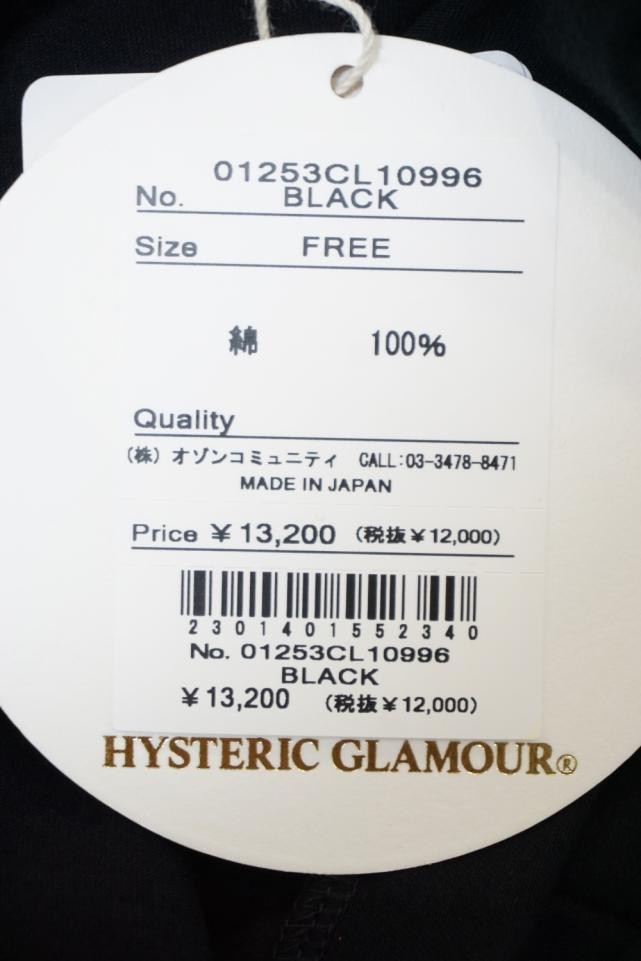 01253CL10996
No. BLACK
Size FREE
綿 100%
Quality
(株) オゾンコミュニティ CALL:03-3478-8471
MADE IN JAPAN
Price ¥13,200 (税抜¥12,000)
2301401552340
No. 01253CL10996
BLACK
¥13,200 (税抜¥12,000)
HYSTERIC GLAMOUR®